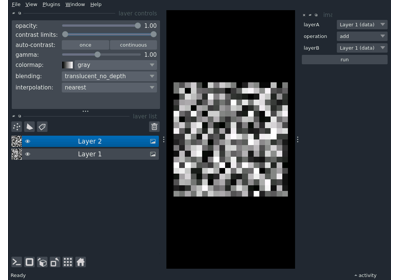 File View Plugins Window Help
layer controls
opacity: 1.00
contrast limits:
auto-contrast: once continuous
gamma: 1.00
colormap: gray
blending: translucent_no_depth
interpolation: nearest
layer list
Layer 2
Layer 1
layerA Layer 1 (data)
operation add
layerB Layer 1 (data)
run
Ready
activity